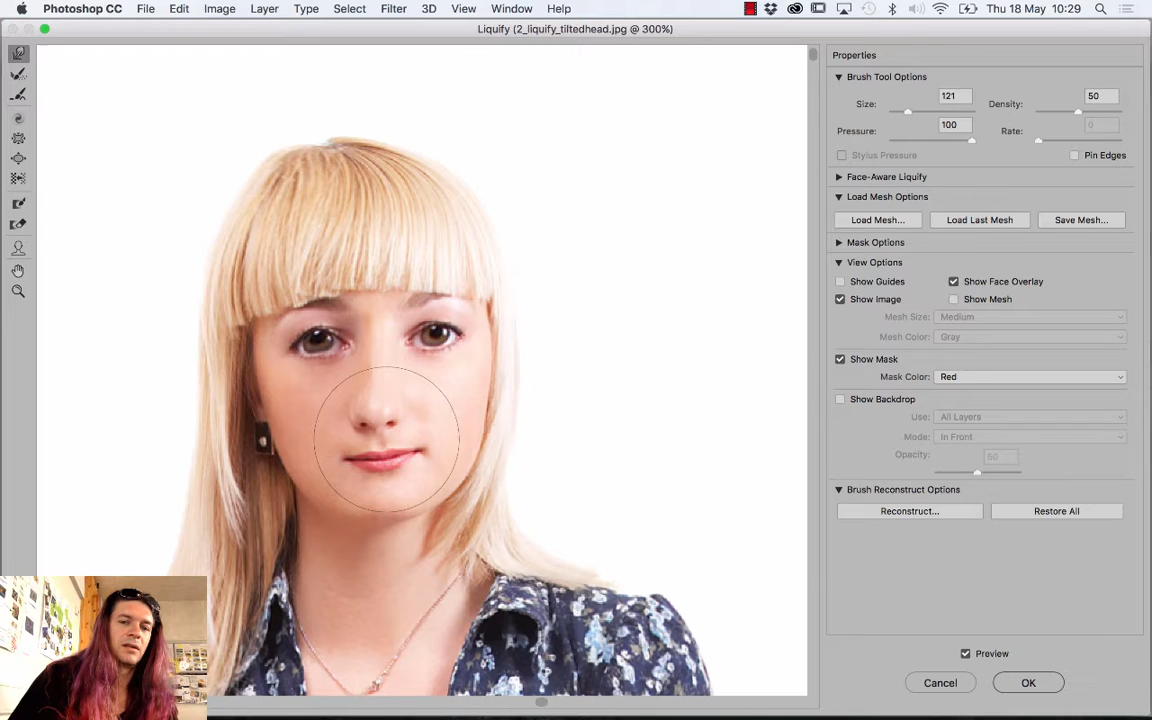 Photoshop CC File Edit Image Layer Type Select Filter 3D View Window Help Thu 18 May 10:29
Liquify (2_liquify_tiltedhead.jpg @ 300%)
Properties
Brush Tool Options
Size: 121 Density: 50
Pressure: 100 Rate: 0
Stylus Pressure Pin Edges
Face-Aware Liquify
Load Mesh Options
Load Mesh... Load Last Mesh Save Mesh...
Mask Options
View Options
Show Guides Show Face Overlay
Show Image Show Mesh
Mesh Size: Medium
Mesh Color: Gray
Show Mask
Mask Color: Red
Show Backdrop
Use: All Layers
Mode: In Front
Opacity: 50
Brush Reconstruct Options
Reconstruct... Restore All
Preview
Cancel OK